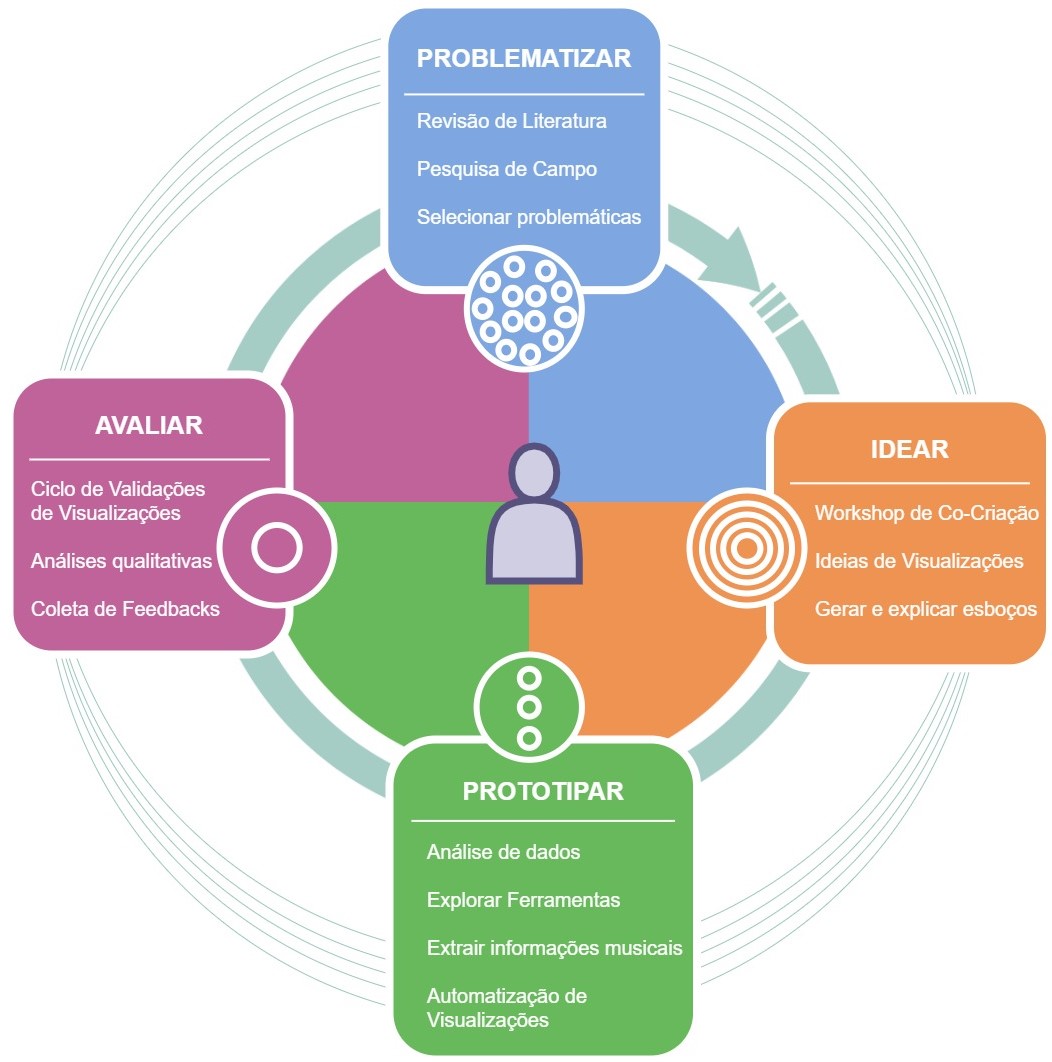 PROBLEMATIZAR
Revisão de Literatura
Pesquisa de Campo
Selecionar problemáticas
IDEAR
Workshop de Co-Criação
Ideias de Visualizações
Gerar e explicar esboços
PROTOTIPAR
Análise de dados
Explorar Ferramentas
Extrair informações musicais
Automatização de
Visualizações
AVALIAR
Ciclo de Validações
de Visualizações
Análises qualitativas
Coleta de Feedbacks